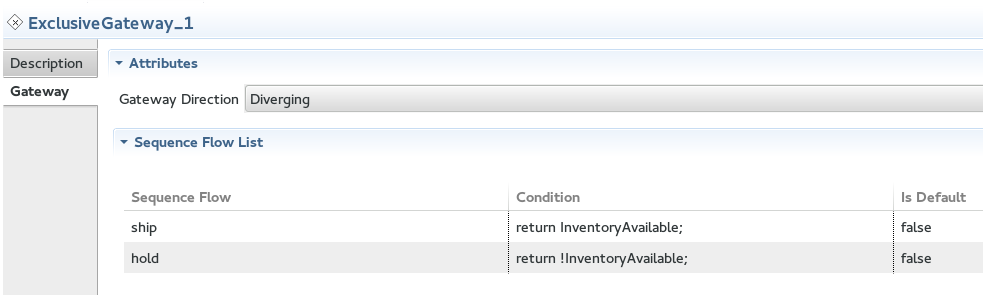 ExclusiveGateway_1
Description
Attributes
Gateway
Gateway Direction Diverging
Sequence Flow List
Sequence Flow Condition Is Default
ship return InventoryAvailable; false
hold return !InventoryAvailable; false